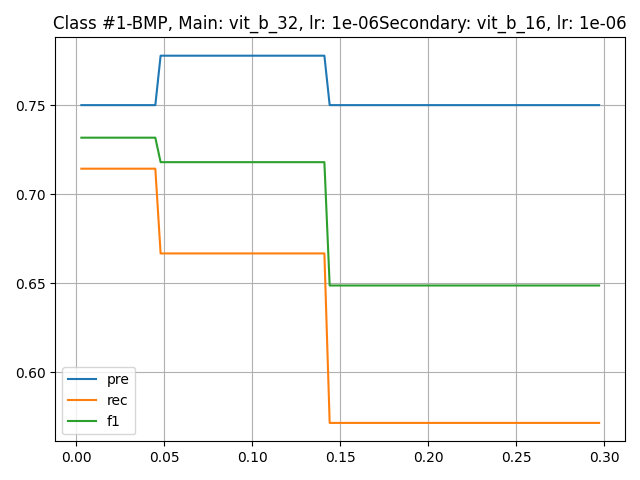 Class #1-BMP, Main: vit_b_32, lr: 1e-06Secondary: vit_b_16, lr: 1e-06
0.75
0.70
0.65
0.60
pre
rec
f1
0.00 0.05 0.10 0.15 0.20 0.25 0.30